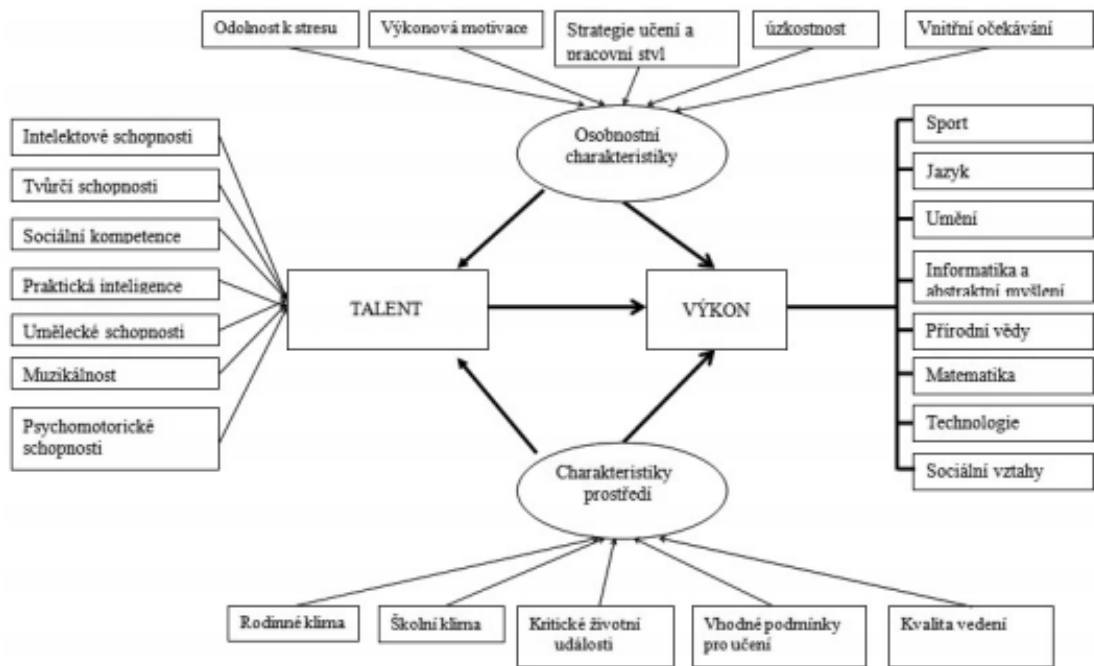 Odolnost k stresu
Výkonová motivace
Strategie učení a
pracovní styl
úzkostnost
Vnitřní očekávání
Osobnostní
charakteristiky
Intelektové schopnosti
Tvůrčí schopnosti
Sociální kompetence
Praktická inteligence
Umělecké schopnosti
Muzikálnost
Psychomotorické
schopnosti
TALENT
VÝKON
Sport
Jazyk
Umění
Informatika a
abstraktní myšlení
Přírodní vědy
Matematika
Technologie
Sociální vztahy
Charakteristiky
prostředí
Rodinné klima
Školní klima
Kritické životní
události
Vhodné podmínky
pro učení
Kvalita vedení